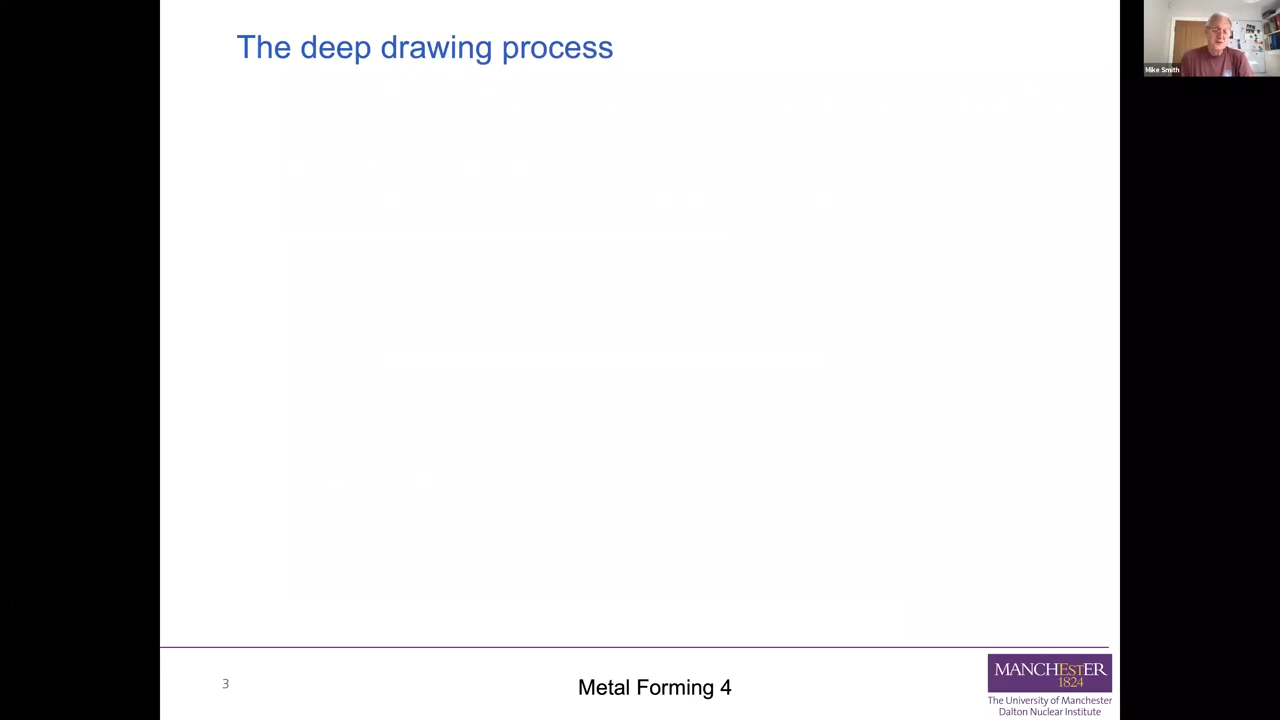 The deep drawing process
Mike Smith
3
Metal Forming 4
MANCHESTER
1824
The University of Manchester
Dalton Nuclear Institute